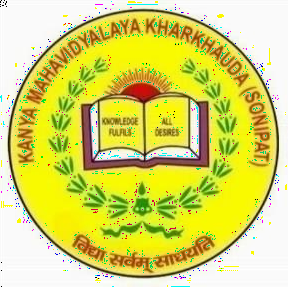 KANYA MAHAVIDYALAYA KHARKHAUDA (SONIPAT)
KNOWLEDGE ALL
FULFILS DESIRES
विद्या सर्वम् साधयति